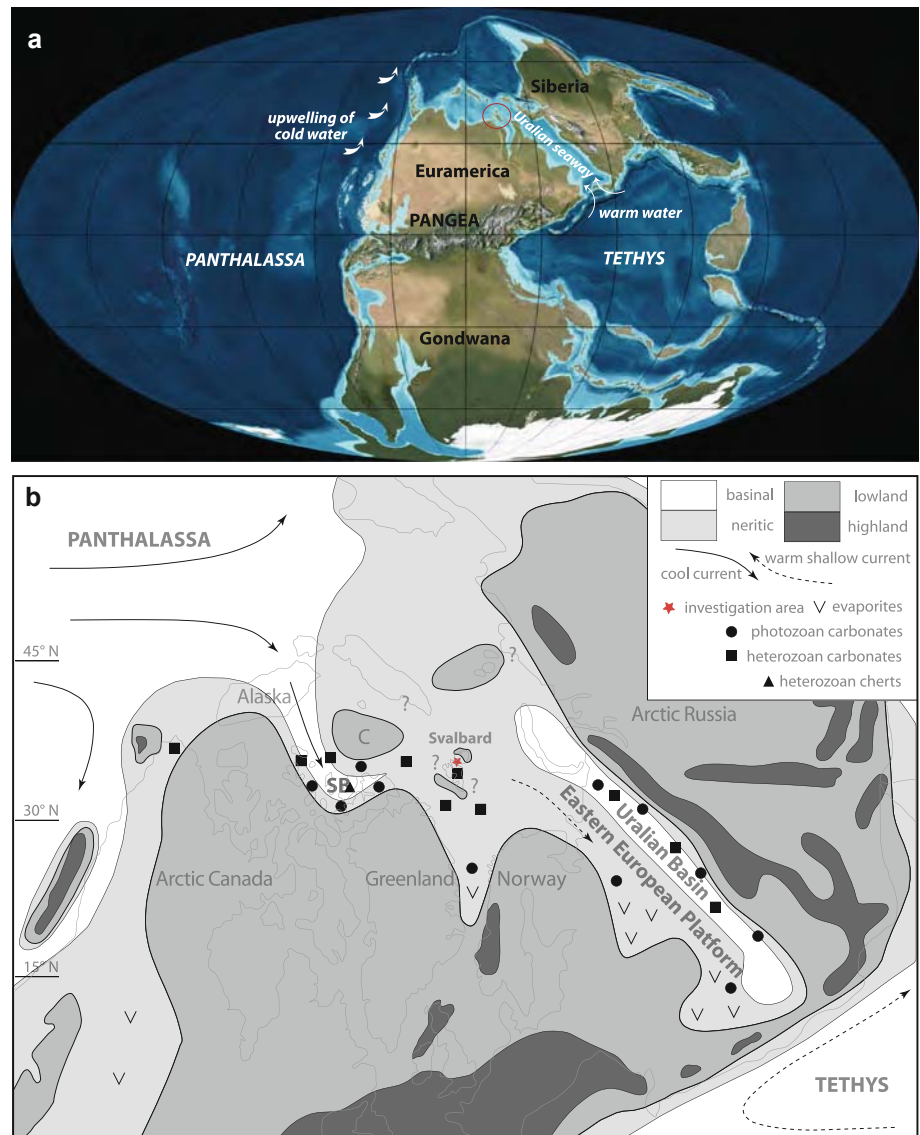 a
Siberia
upwelling of
cold water
Uralian seaway
Euramerica
warm water
PANGEA
PANTHALASSA
TETHYS
Gondwana
b
basinal
lowland
neritic
highland
PANTHALASSA
warm shallow current
cool current
investigation area
evaporites
photozoan carbonates
heterozoan carbonates
heterozoan cherts
45° N
?
Alaska
?
Arctic Russia
C
Svalbard
?
SB
?
30° N
Uralian Basin
Eastern European Platform
Arctic Canada
Greenland
Norway
15° N
TETHYS